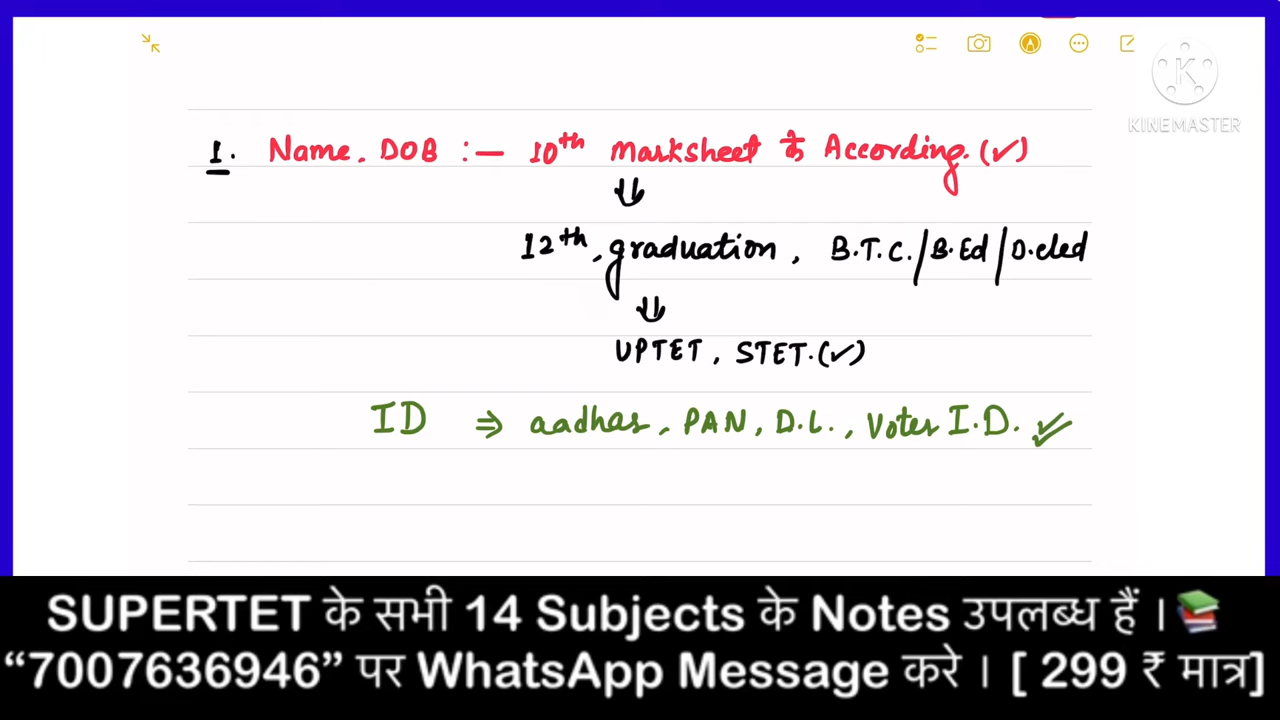 KINEMASTER
1. Name, DOB :— 10th Marksheet के According. (✓)
⇓
12th, graduation, B.T.C./B.Ed/D.eled
⇓
UPTET, STET. (✓)
ID ⇒ aadhar, PAN, D.L., Voter I.D. ✓
SUPERTET के सभी 14 Subjects के Notes उपलब्ध हैं ।📚
“7007636946” पर WhatsApp Message करे । [ 299 ₹ मात्र]